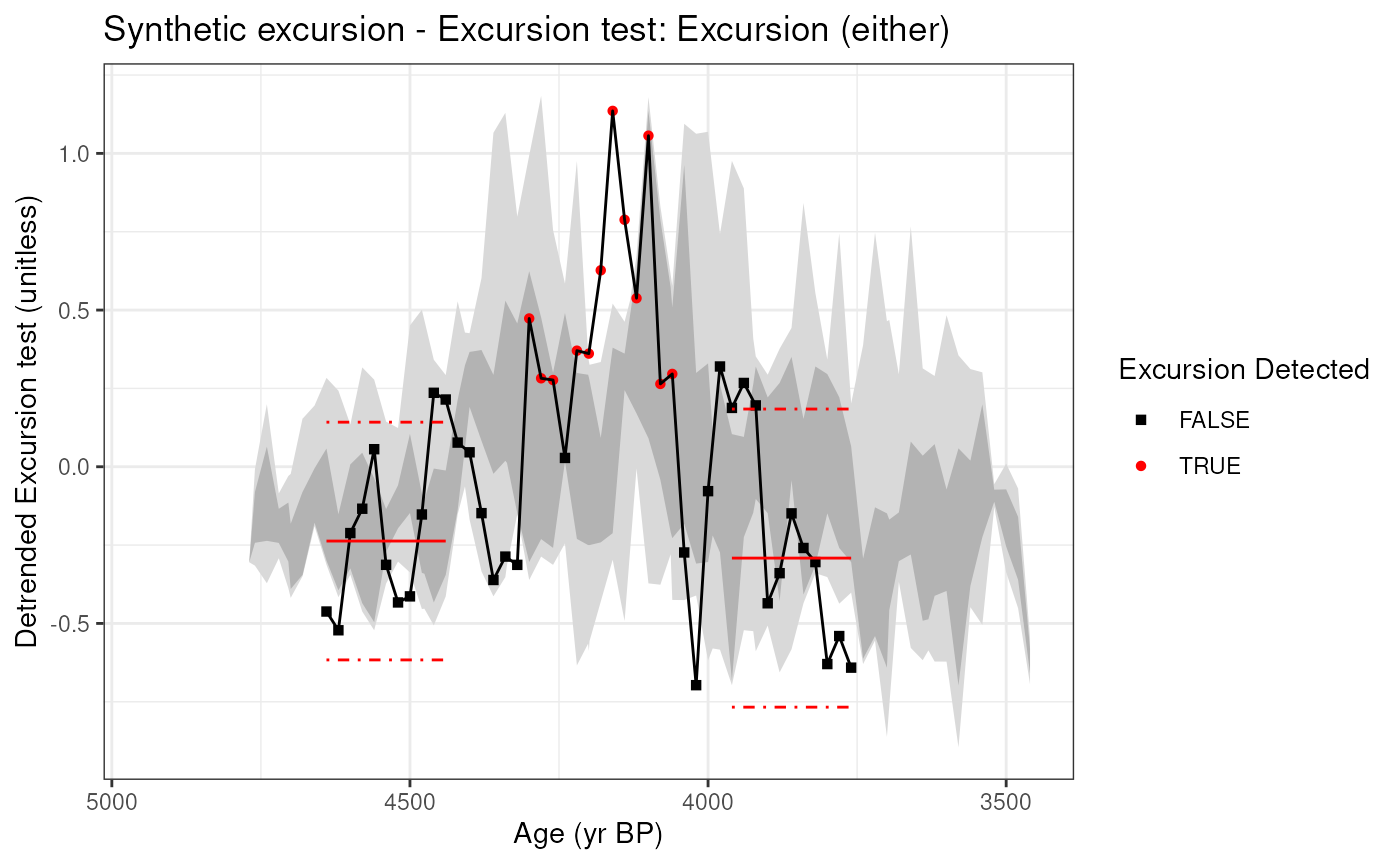 Synthetic excursion - Excursion test: Excursion (either)
Detrended Excursion test (unitless)
1.0
0.5
0.0
-0.5
5000
4500
4000
3500
Age (yr BP)
Excursion Detected
FALSE
TRUE